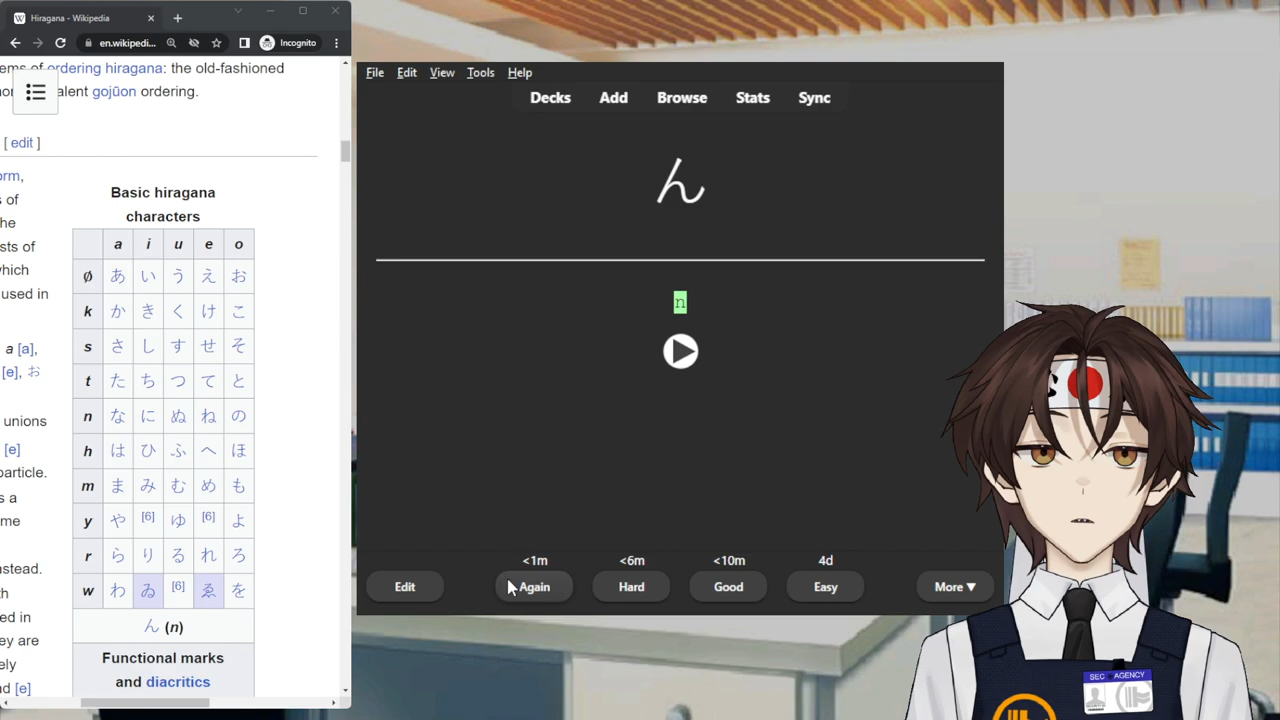 Hiragana - Wikipedia
en.wikipedi...
Incognito
ems of ordering hiragana: the old-fashioned
alent gojūon ordering.
[ edit ]
orm,
s of
he
sts of
which
used in
a [a],
[e], お
unions
[e]
particle.
s a
me
nstead.
th
ed in
ey are
ely
d [e]
Basic hiragana
characters
a i u e o
∅ あ い う え お
k か き く け こ
s さ し す せ そ
t た ち つ て と
n な に ぬ ね の
h は ひ ふ へ ほ
m ま み む め も
y や [6] ゆ [6] よ
r ら り る れ ろ
w わ ゐ [6] ゑ を
ん (n)
Functional marks
and diacritics
File Edit View Tools Help
Decks Add Browse Stats Sync
ん
n
<1m <6m <10m 4d
Edit Again Hard Good Easy More ▼
AGENCY